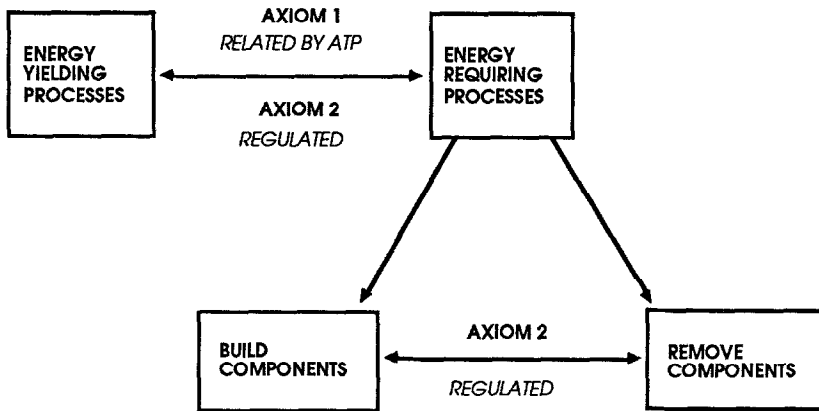 AXIOM 1
RELATED BY ATP
ENERGY
YIELDING
PROCESSES
ENERGY
REQUIRING
PROCESSES
AXIOM 2
REGULATED
BUILD
COMPONENTS
AXIOM 2
REGULATED
REMOVE
COMPONENTS